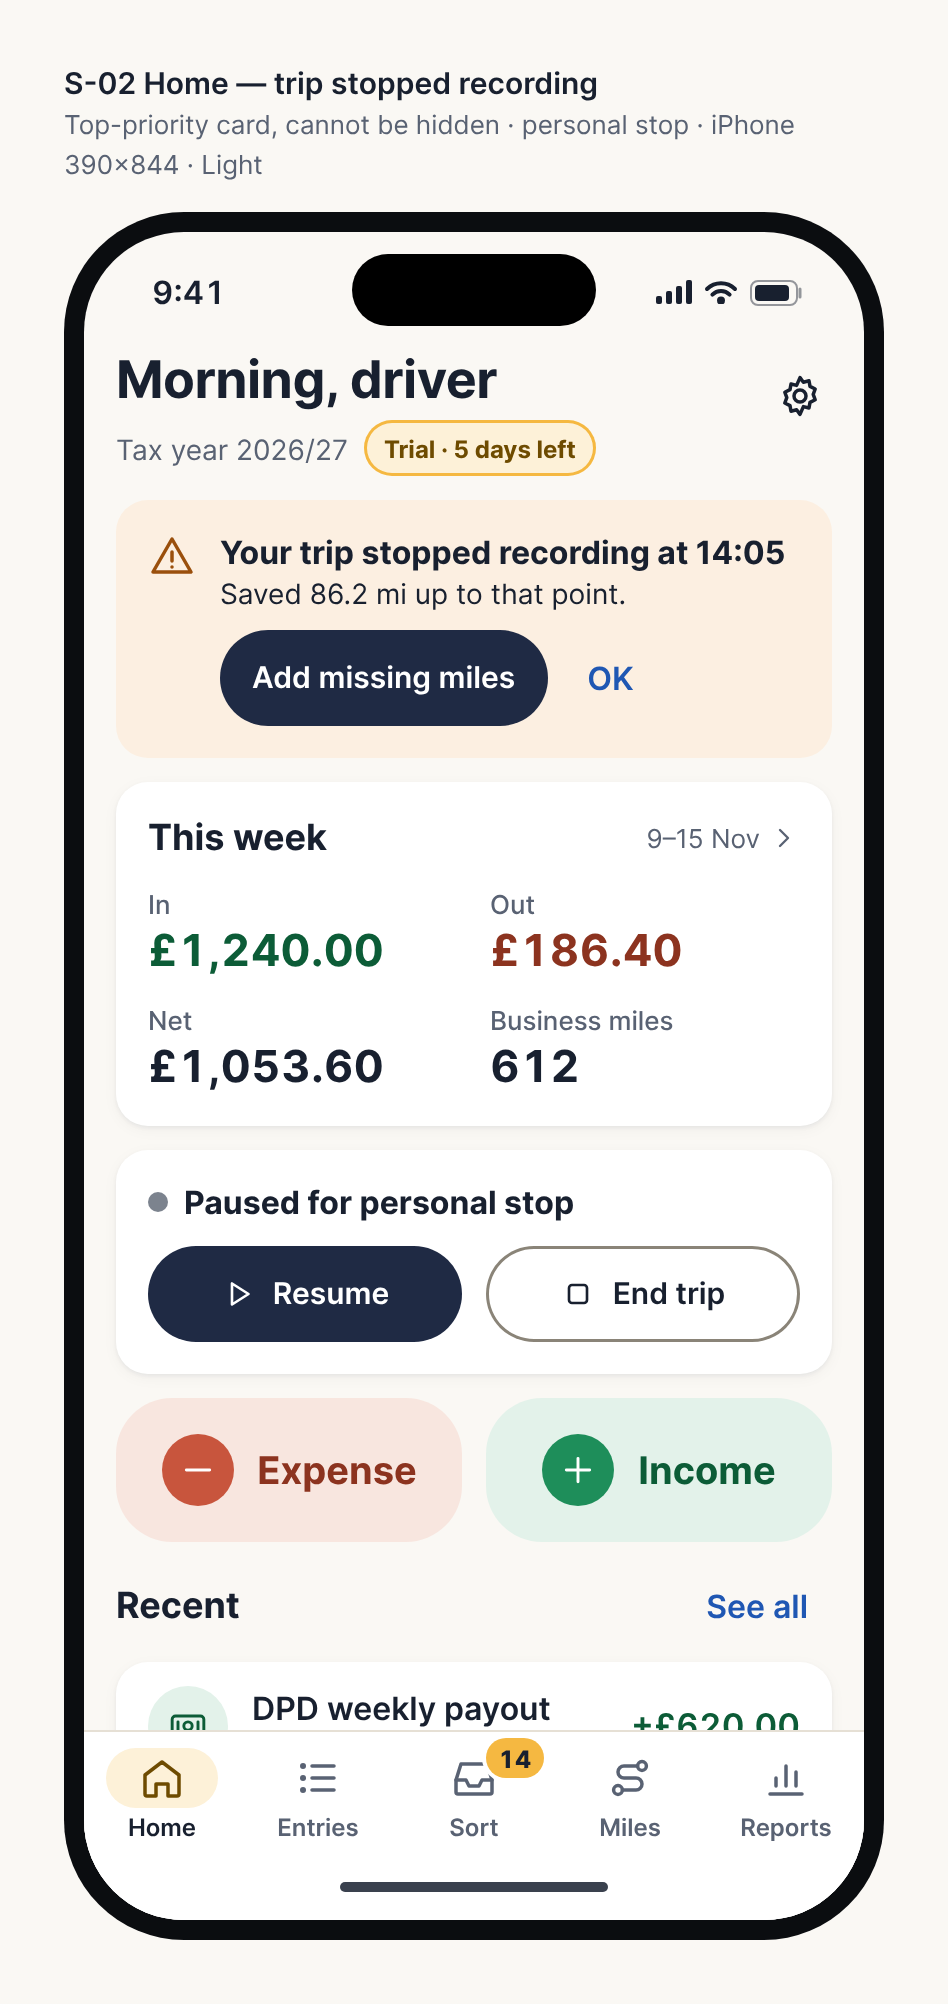 S-02 Home — trip stopped recording
Top-priority card, cannot be hidden · personal stop · iPhone
390×844 · Light
9:41
Morning, driver
Tax year 2026/27
Trial · 5 days left
Your trip stopped recording at 14:05
Saved 86.2 mi up to that point.
Add missing miles
OK
This week
9–15 Nov
In
Out
£1,240.00
£186.40
Net
Business miles
£1,053.60
612
Paused for personal stop
Resume
End trip
Expense
Income
Recent
See all
DPD weekly payout
+£620.00
14
Home
Entries
Sort
Miles
Reports